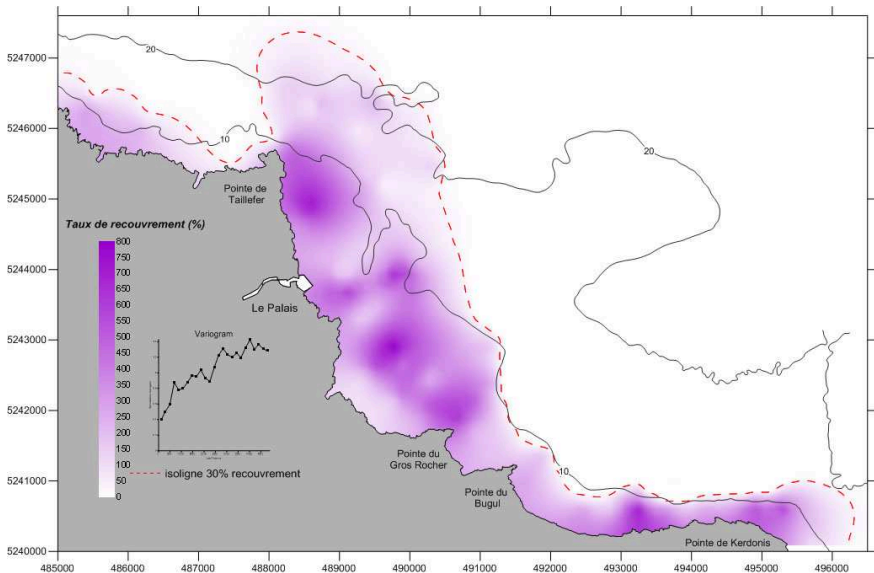 5247000
5246000
5245000
5244000
5243000
5242000
5241000
5240000
485000 486000 487000 488000 489000 490000 491000 492000 493000 494000 495000 496000
20
10
20
10
Pointe de
Taillefer
Taux de recouvrement (%)
800
750
700
650
600
550
500
450
400
350
300
250
200
150
100
50
0
Le Palais
Variogram
isoligne 30% recouvrement
Pointe du
Gros Rocher
Pointe du
Bugul
Pointe de Kerdonis